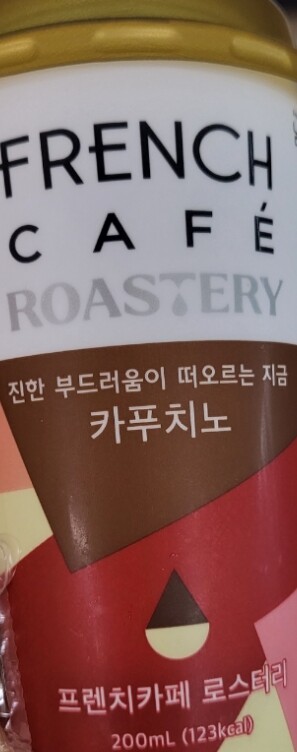 FRENCH
CAFÉ
ROASTERY
진한 부드러움이 떠오르는 지금
카푸치노
프렌치카페 로스터리
200mL (123kcal)